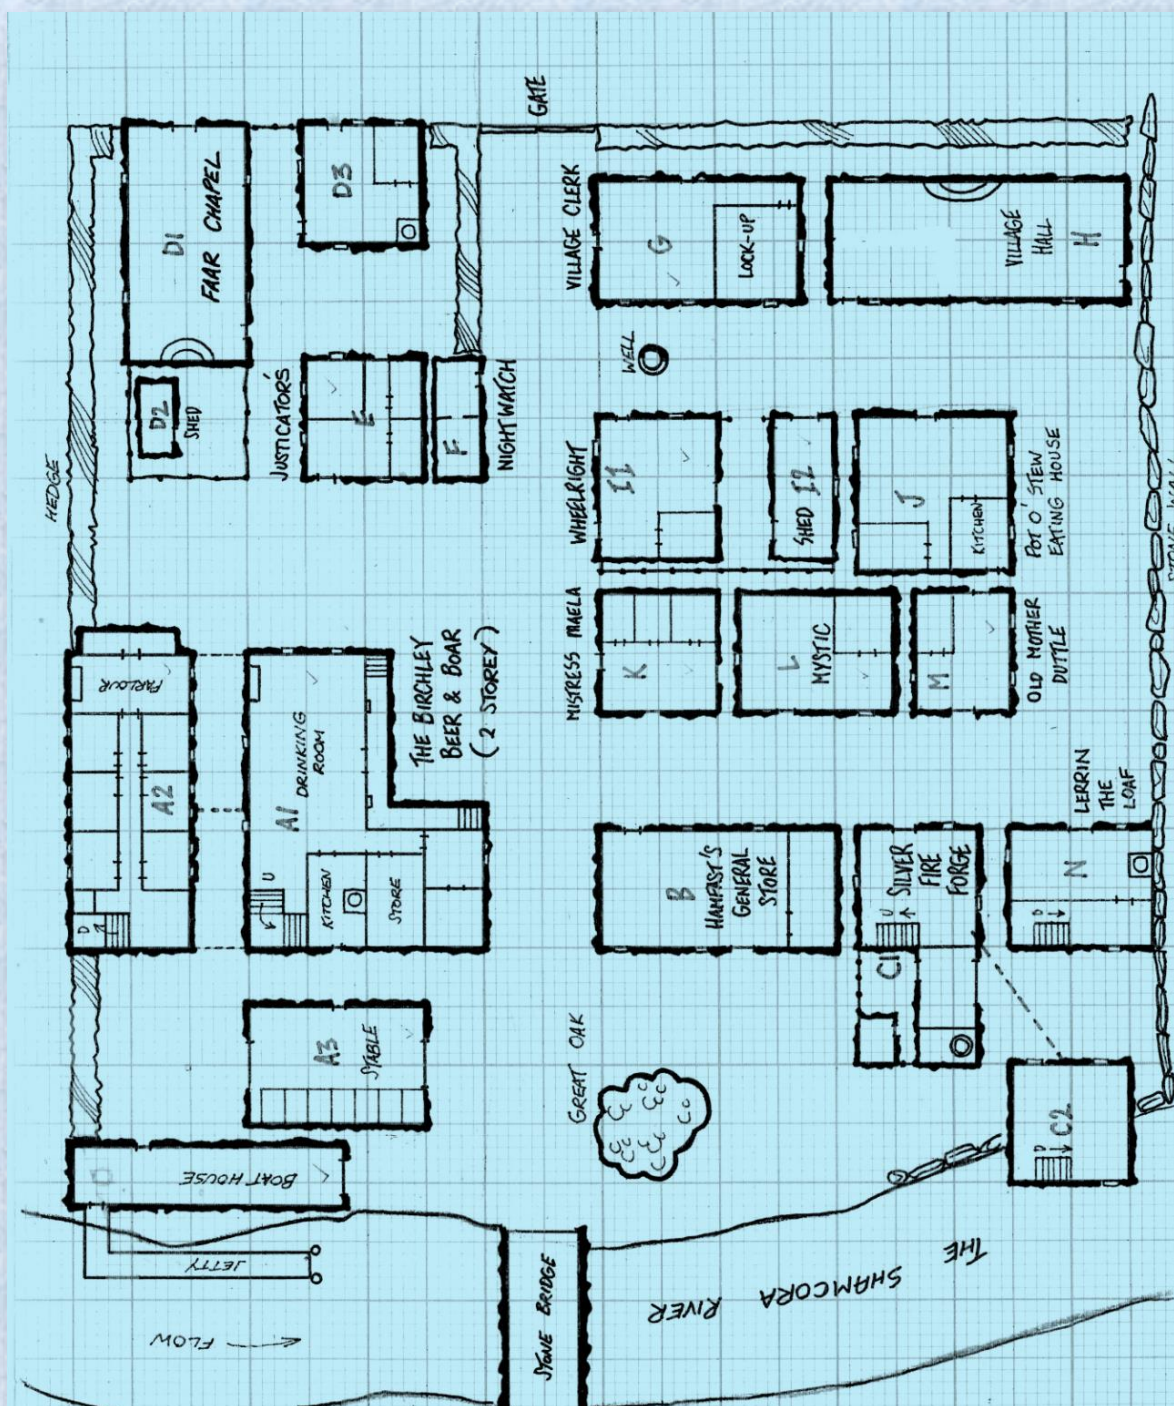 HEDGE
D1
FAAR CHAPEL
D2
SHED
D3
GATE
JUSTICATOR'S
E
F
NIGHTWATCH
VILLAGE CLERK
G
LOCK-UP
VILLAGE
HALL
H
WELL
WHEELRIGHT
I1
SHED I2
J
KITCHEN
POT O' STEW
EATING HOUSE
MISTRESS MAELA
K
L
MYSTIC
M
OLD MOTHER
DUTTLE
PARLOUR
A2
D
A1
DRINKING
ROOM
U
KITCHEN
STORE
THE BIRCHLEY
BEER & BOAR
(2 STOREY)
B
HAMFAST'S
GENERAL
STORE
SILVER
FIRE
FORGE
U
C1
LERRIN
THE
LOAF
N
D
A3
STABLE
GREAT OAK
C2
D
BOAT HOUSE
JETTY
FLOW
STONE BRIDGE
THE
SHAMCORA
RIVER
STONE WALL